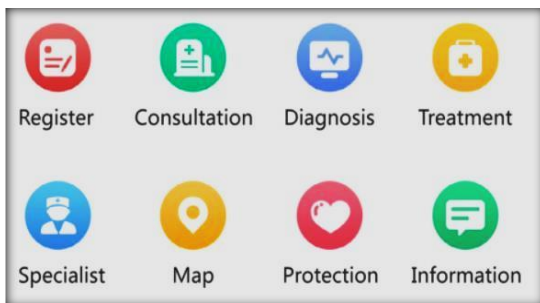 Register Consultation Diagnosis Treatment
Specialist Map Protection Information